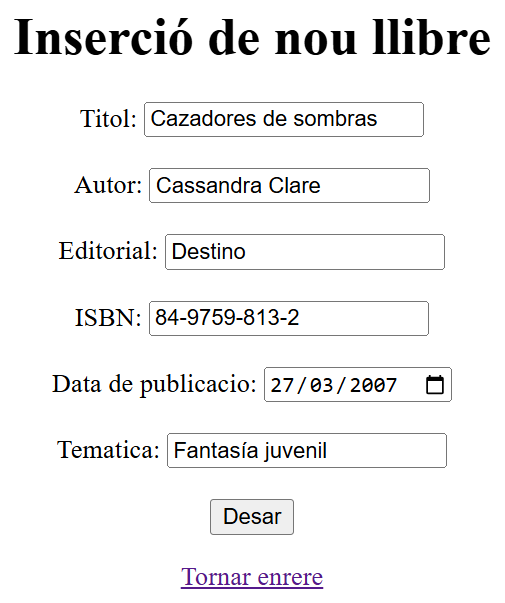 Inserció de nou llibre
Titol: Cazadores de sombras
Autor: Cassandra Clare
Editorial: Destino
ISBN: 84-9759-813-2
Data de publicacio: 27/03/2007
Tematica: Fantasía juvenil
Desar
Tornar enrere